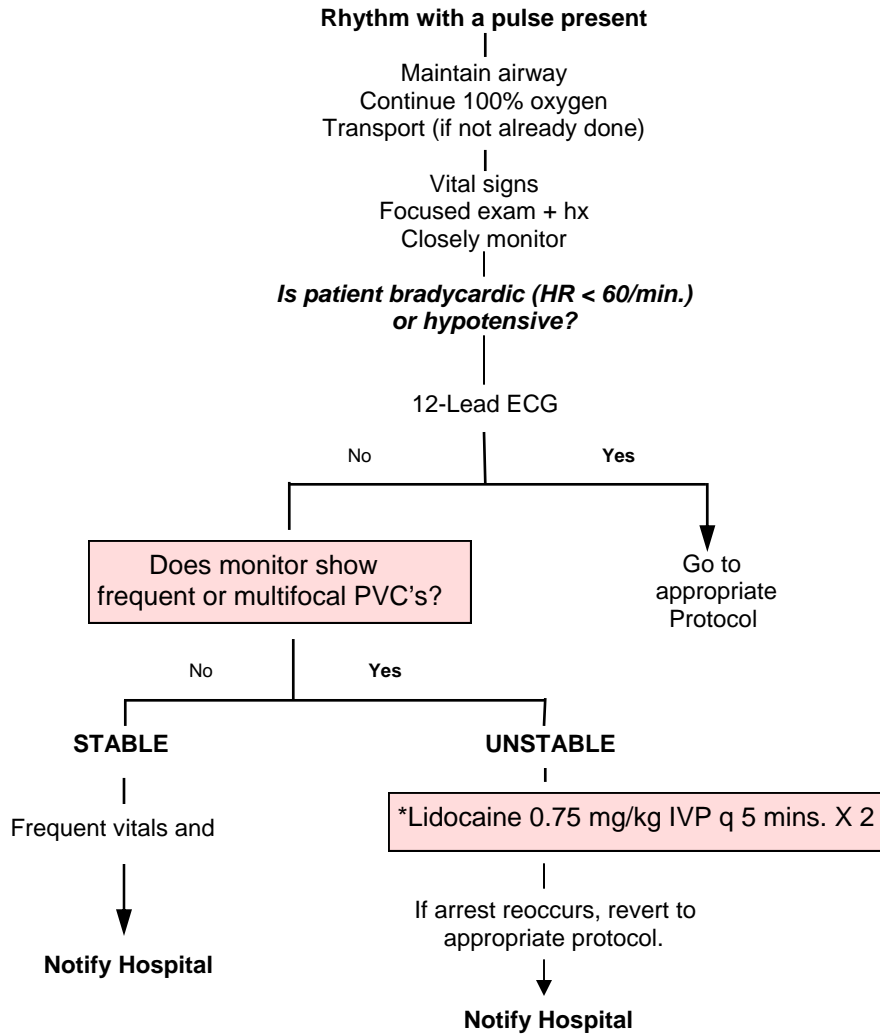 Rhythm with a pulse present
Maintain airway
Continue 100% oxygen
Transport (if not already done)
Vital signs
Focused exam + hx
Closely monitor
Is patient bradycardic (HR < 60/min.)
or hypotensive?
12-Lead ECG
No
Yes
Does monitor show
frequent or multifocal PVC's?
Go to
appropriate
Protocol
No
Yes
STABLE
UNSTABLE
Frequent vitals and
*Lidocaine 0.75 mg/kg IVP q 5 mins. X 2
If arrest reoccurs, revert to
appropriate protocol.
Notify Hospital
Notify Hospital